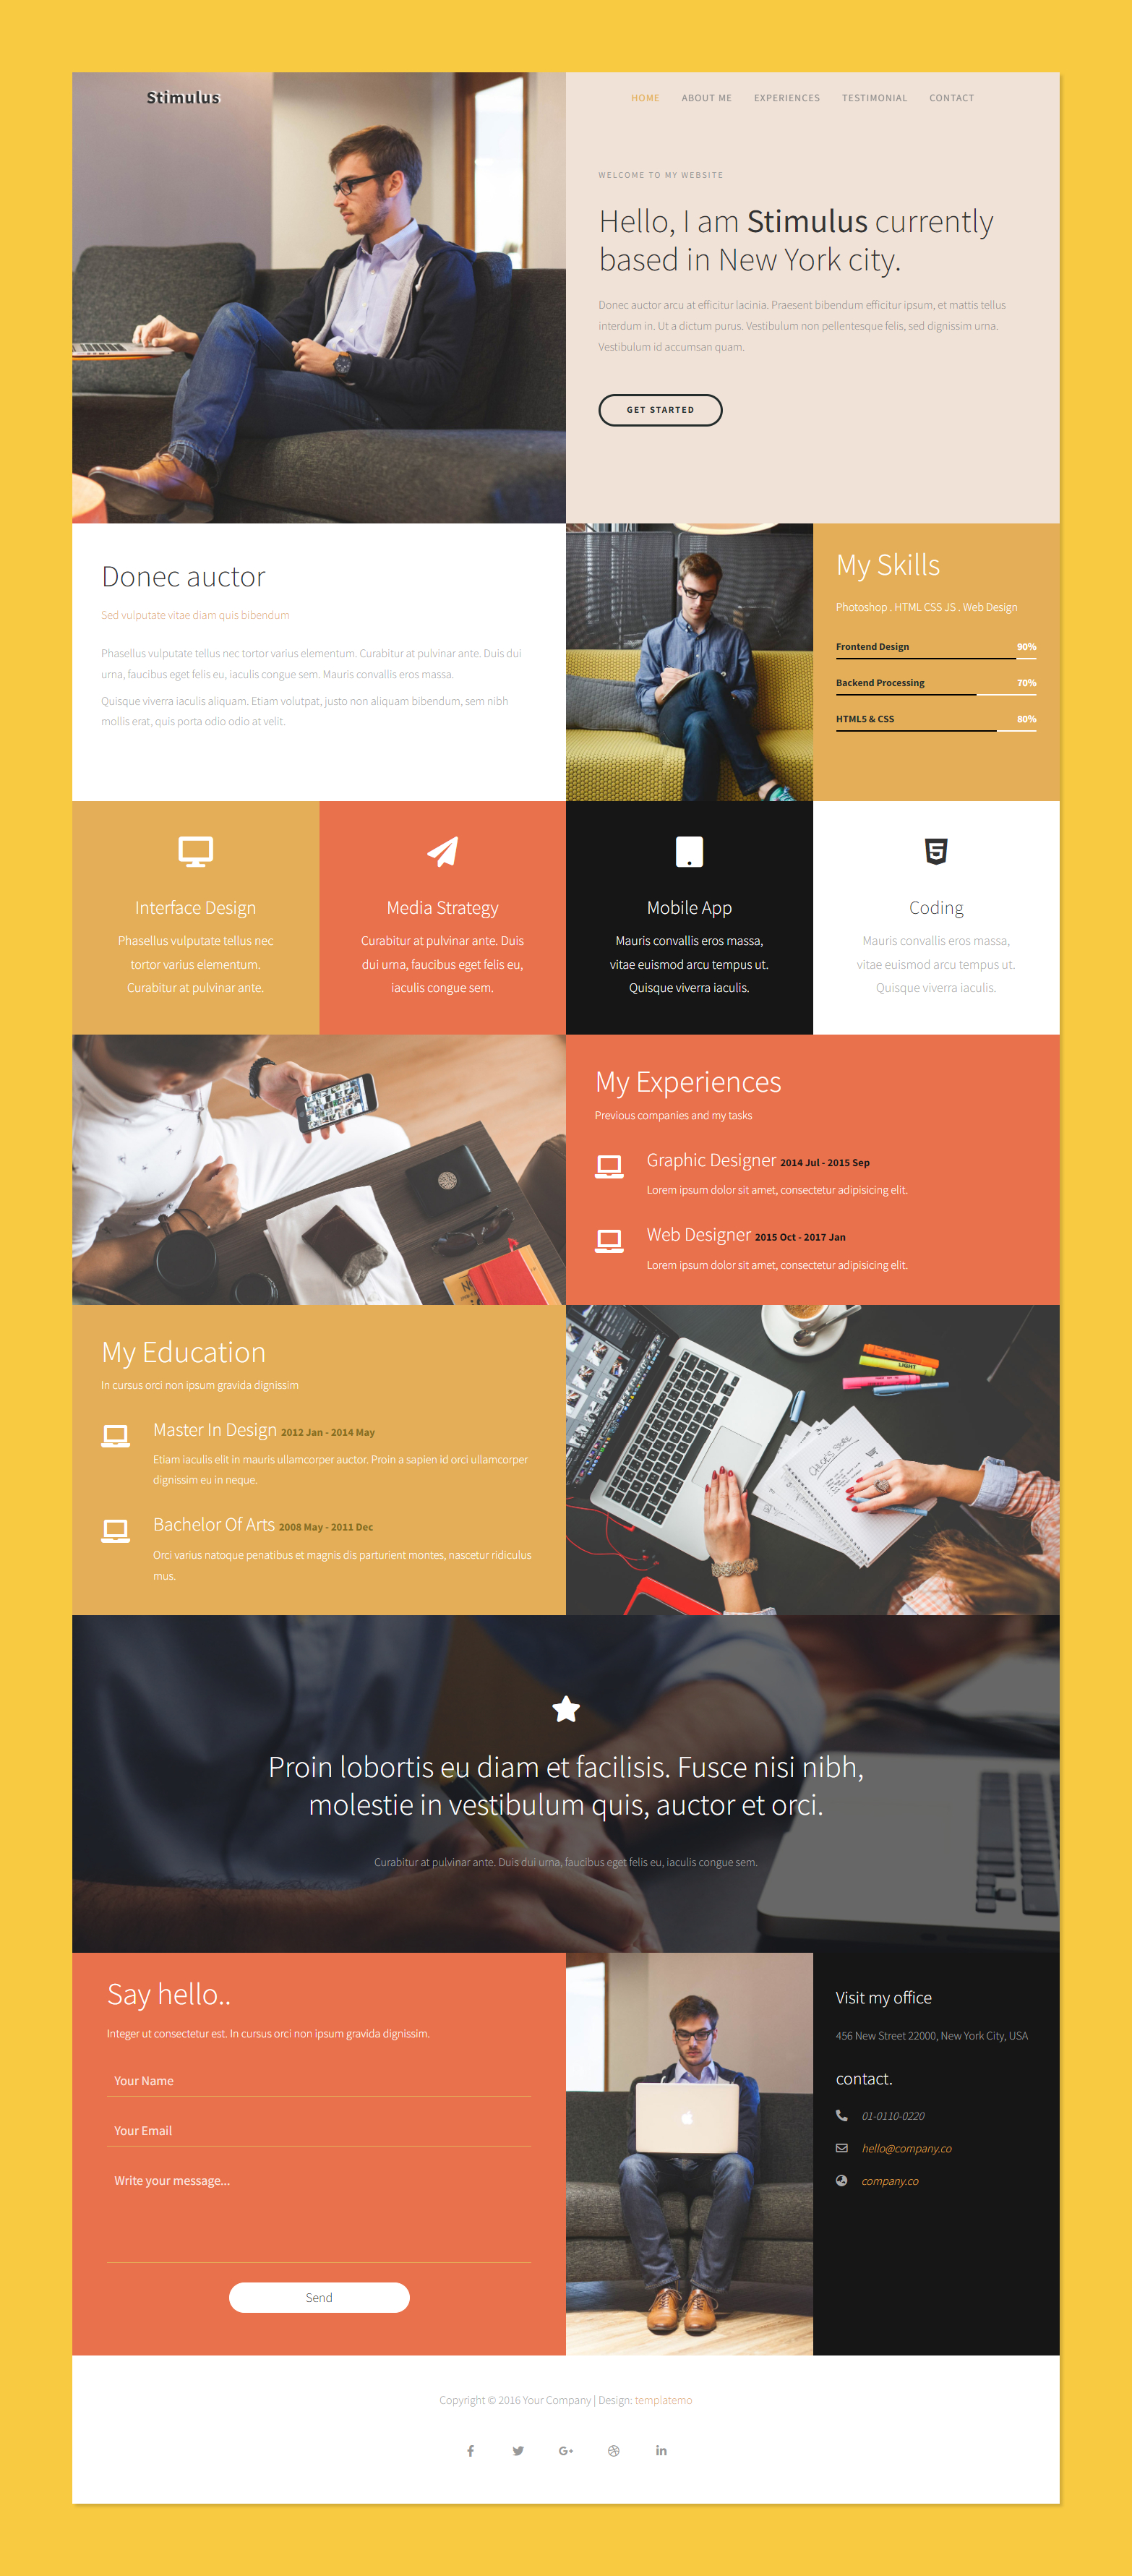 Stimulus
HOME ABOUT ME EXPERIENCES TESTIMONIAL CONTACT
WELCOME TO MY WEBSITE
Hello, I am Stimulus currently
based in New York city.
Donec auctor arcu at efficitur lacinia. Praesent bibendum efficitur ipsum, et mattis tellus
interdum in. Ut a dictum purus. Vestibulum non pellentesque felis, sed dignissim urna.
Vestibulum id accumsan quam.
GET STARTED
Donec auctor
Sed vulputate vitae diam quis bibendum
Phasellus vulputate tellus nec tortor varius elementum. Curabitur at pulvinar ante. Duis dui
urna, faucibus eget felis eu, iaculis congue sem. Mauris convallis eros massa.
Quisque viverra iaculis aliquam. Etiam volutpat, justo non aliquam bibendum, sem nibh
mollis erat, quis porta odio odio at velit.
My Skills
Photoshop . HTML CSS JS . Web Design
Frontend Design 90%
Backend Processing 70%
HTML5 & CSS 80%
Interface Design
Phasellus vulputate tellus nec
tortor varius elementum.
Curabitur at pulvinar ante.
Media Strategy
Curabitur at pulvinar ante. Duis
dui urna, faucibus eget felis eu,
iaculis congue sem.
Mobile App
Mauris convallis eros massa,
vitae euismod arcu tempus ut.
Quisque viverra iaculis.
Coding
Mauris convallis eros massa,
vitae euismod arcu tempus ut.
Quisque viverra iaculis.
My Experiences
Previous companies and my tasks
Graphic Designer 2014 Jul - 2015 Sep
Lorem ipsum dolor sit amet, consectetur adipisicing elit.
Web Designer 2015 Oct - 2017 Jan
Lorem ipsum dolor sit amet, consectetur adipisicing elit.
My Education
In cursus orci non ipsum gravida dignissim
Master In Design 2012 Jan - 2014 May
Etiam iaculis elit in mauris ullamcorper auctor. Proin a sapien id orci ullamcorper
dignissim eu in neque.
Bachelor Of Arts 2008 May - 2011 Dec
Orci varius natoque penatibus et magnis dis parturient montes, nascetur ridiculus
mus.
Proin lobortis eu diam et facilisis. Fusce nisi nibh,
molestie in vestibulum quis, auctor et orci.
Curabitur at pulvinar ante. Duis dui urna, faucibus eget felis eu, iaculis congue sem.
Say hello..
Integer ut consectetur est. In cursus orci non ipsum gravida dignissim.
Your Name
Your Email
Write your message...
Send
Visit my office
456 New Street 22000, New York City, USA
contact.
01-0110-0220
hello@company.co
company.co
Copyright © 2016 Your Company | Design: templatemo